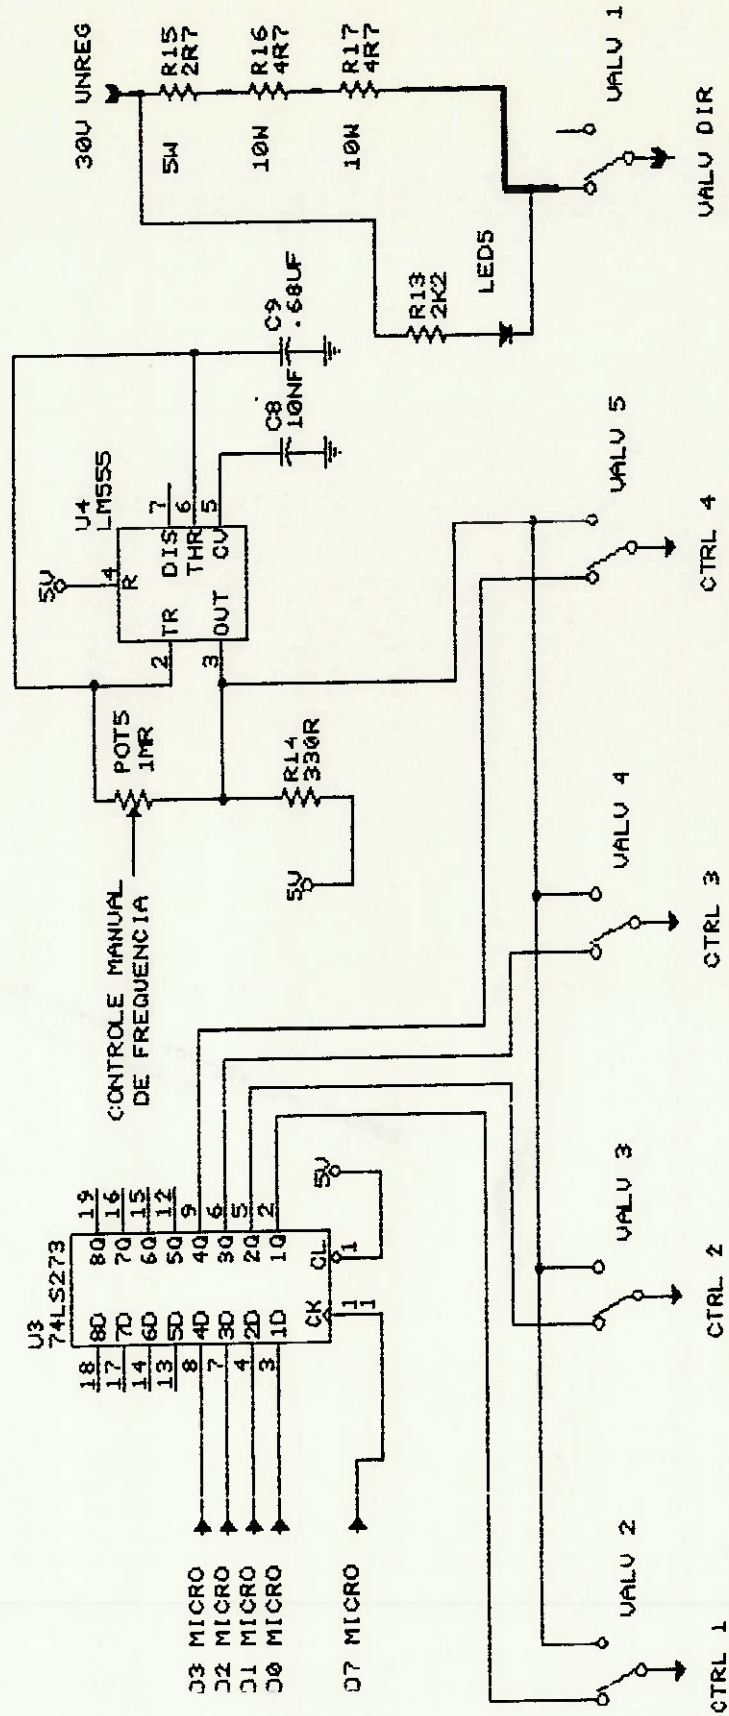 30V UNREG
R15
2R7
5W
R16
4R7
10W
R17
4R7
10W
R13
2K2
LED5
VALV 1
VALV DIR
U4
LM555
5V
4
R
2
TR
DIS
7
THR
6
3
OUT
CV
5
C8
10NF
C9
.68UF
POT5
1MR
R14
330R
5V
CONTROLE MANUAL
DE FREQUENCIA
U3
74LS273
18
8D
8Q
19
17
7D
7Q
16
14
6D
6Q
15
13
5D
5Q
12
8
4D
4Q
9
7
3D
3Q
6
4
2D
2Q
5
3
1D
1Q
2
CK
11
CL
1
5V
D3 MICRO
D2 MICRO
D1 MICRO
D0 MICRO
D7 MICRO
VALV 2
CTRL 1
VALV 3
CTRL 2
VALV 4
CTRL 3
VALV 5
CTRL 4